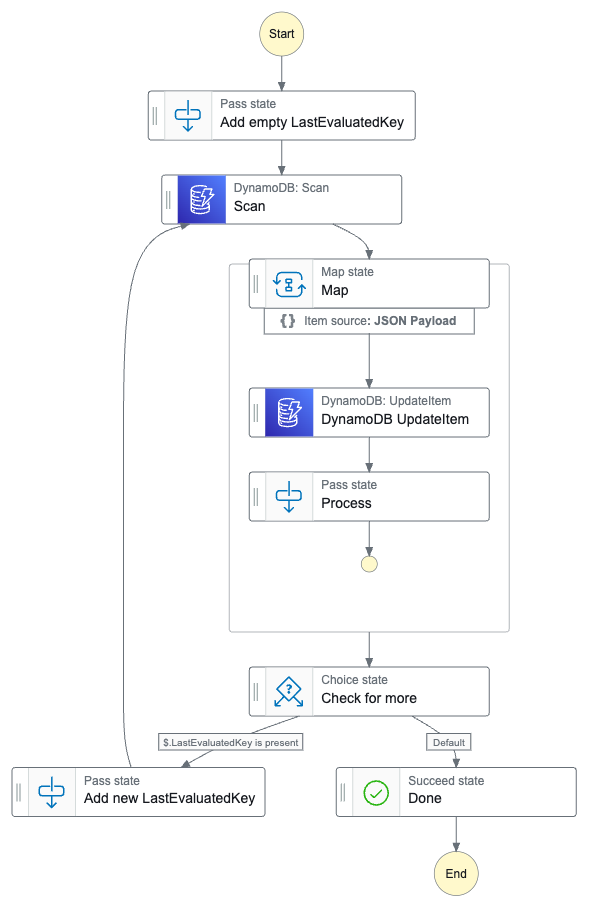 Start
Pass state
Add empty LastEvaluatedKey
DynamoDB: Scan
Scan
Map state
Map
{} Item source: JSON Payload
DynamoDB: UpdateItem
DynamoDB UpdateItem
Pass state
Process
Choice state
?
Check for more
$.LastEvaluatedKey is present
Default
Pass state
Add new LastEvaluatedKey
Succeed state
Done
End